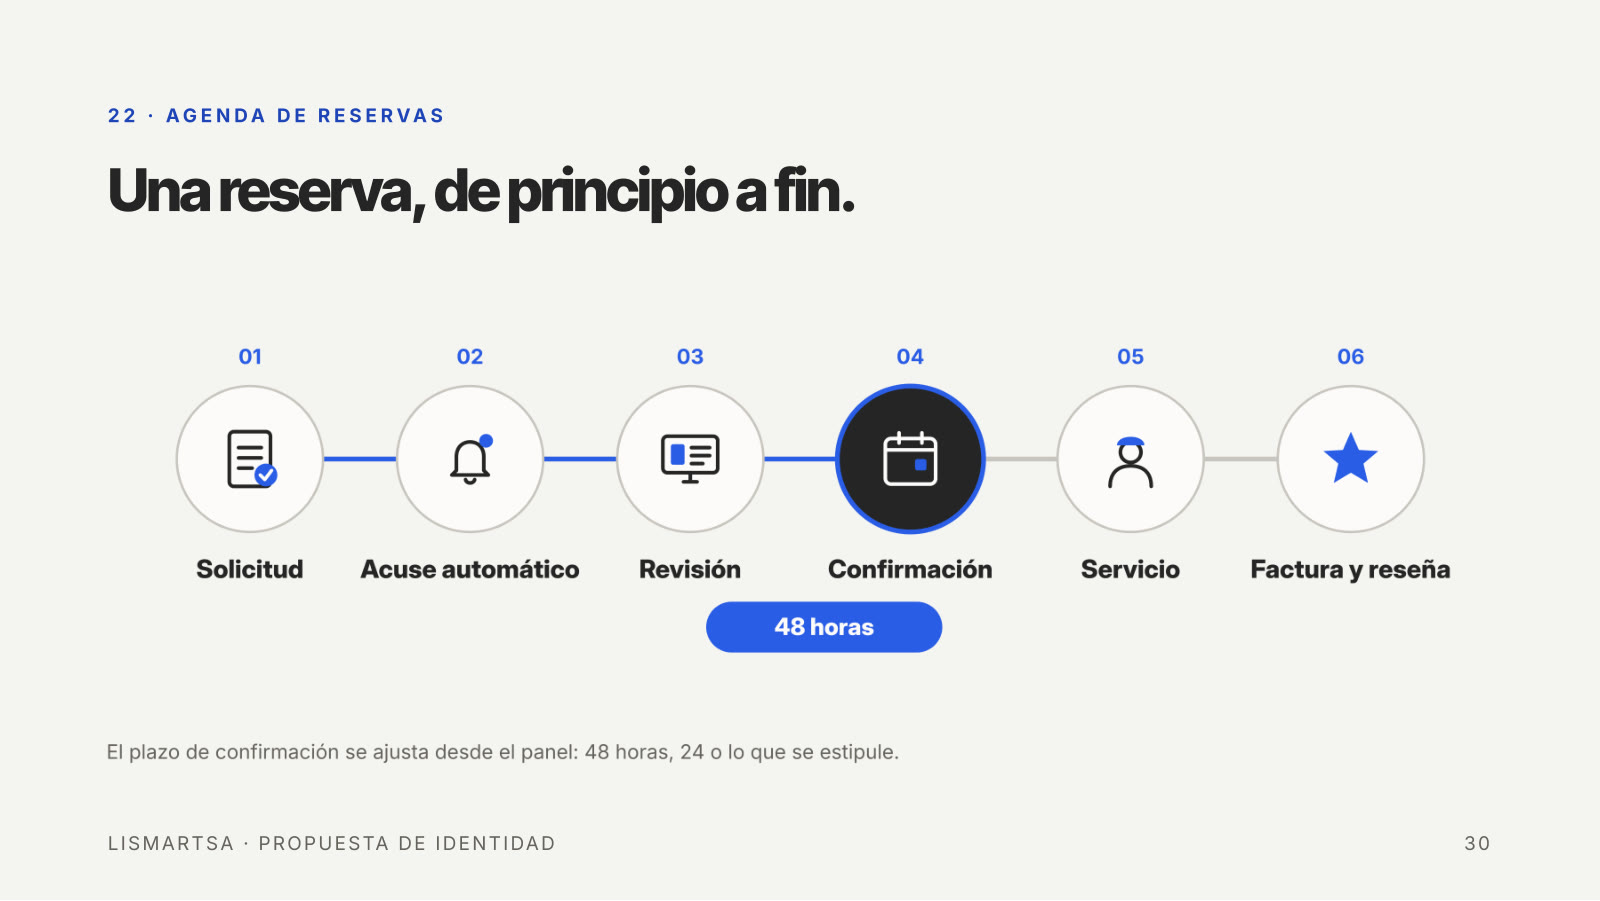 22 · AGENDA DE RESERVAS
Una reserva, de principio a fin.
01
02
03
04
05
06
Solicitud
Acuse automático
Revisión
Confirmación
Servicio
Factura y reseña
48 horas
El plazo de confirmación se ajusta desde el panel: 48 horas, 24 o lo que se estipule.
LISMARTSA · PROPUESTA DE IDENTIDAD
30